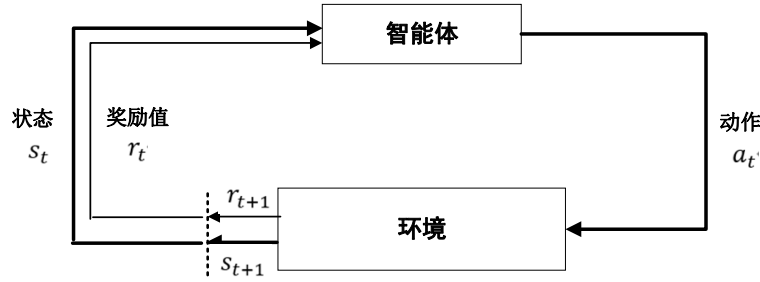 智能体
状态
s_t
奖励值
r_t
动作
a_t
r_{t+1}
环境
s_{t+1}